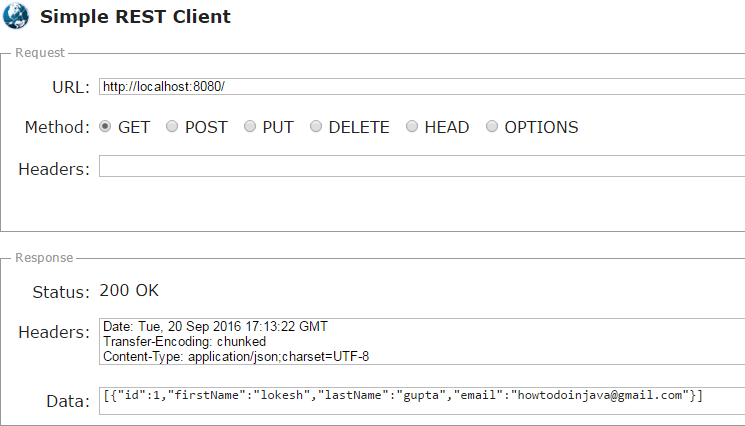 Simple REST Client
Request
URL: http://localhost:8080/
Method: GET POST PUT DELETE HEAD OPTIONS
Headers:
Response
Status: 200 OK
Headers: Date: Tue, 20 Sep 2016 17:13:22 GMT
Transfer-Encoding: chunked
Content-Type: application/json;charset=UTF-8
Data: [{"id":1,"firstName":"lokesh","lastName":"gupta","email":"howtodoinjava@gmail.com"}]